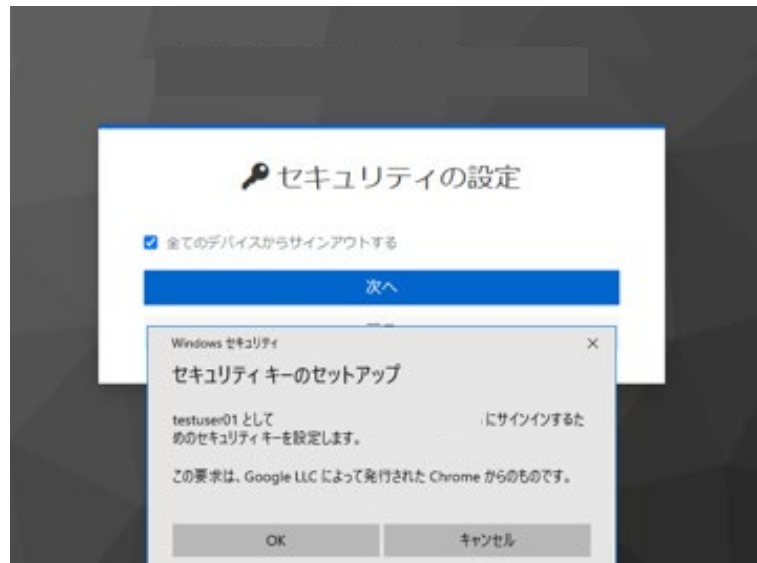 セキュリティの設定
全てのデバイスからサインアウトする
次へ
Windows セキュリティ
セキュリティ キーのセットアップ
testuser01 として にサインインするた
めのセキュリティ キーを設定します。
この要求は、Google LLC によって発行された Chrome からのものです。
OK キャンセル